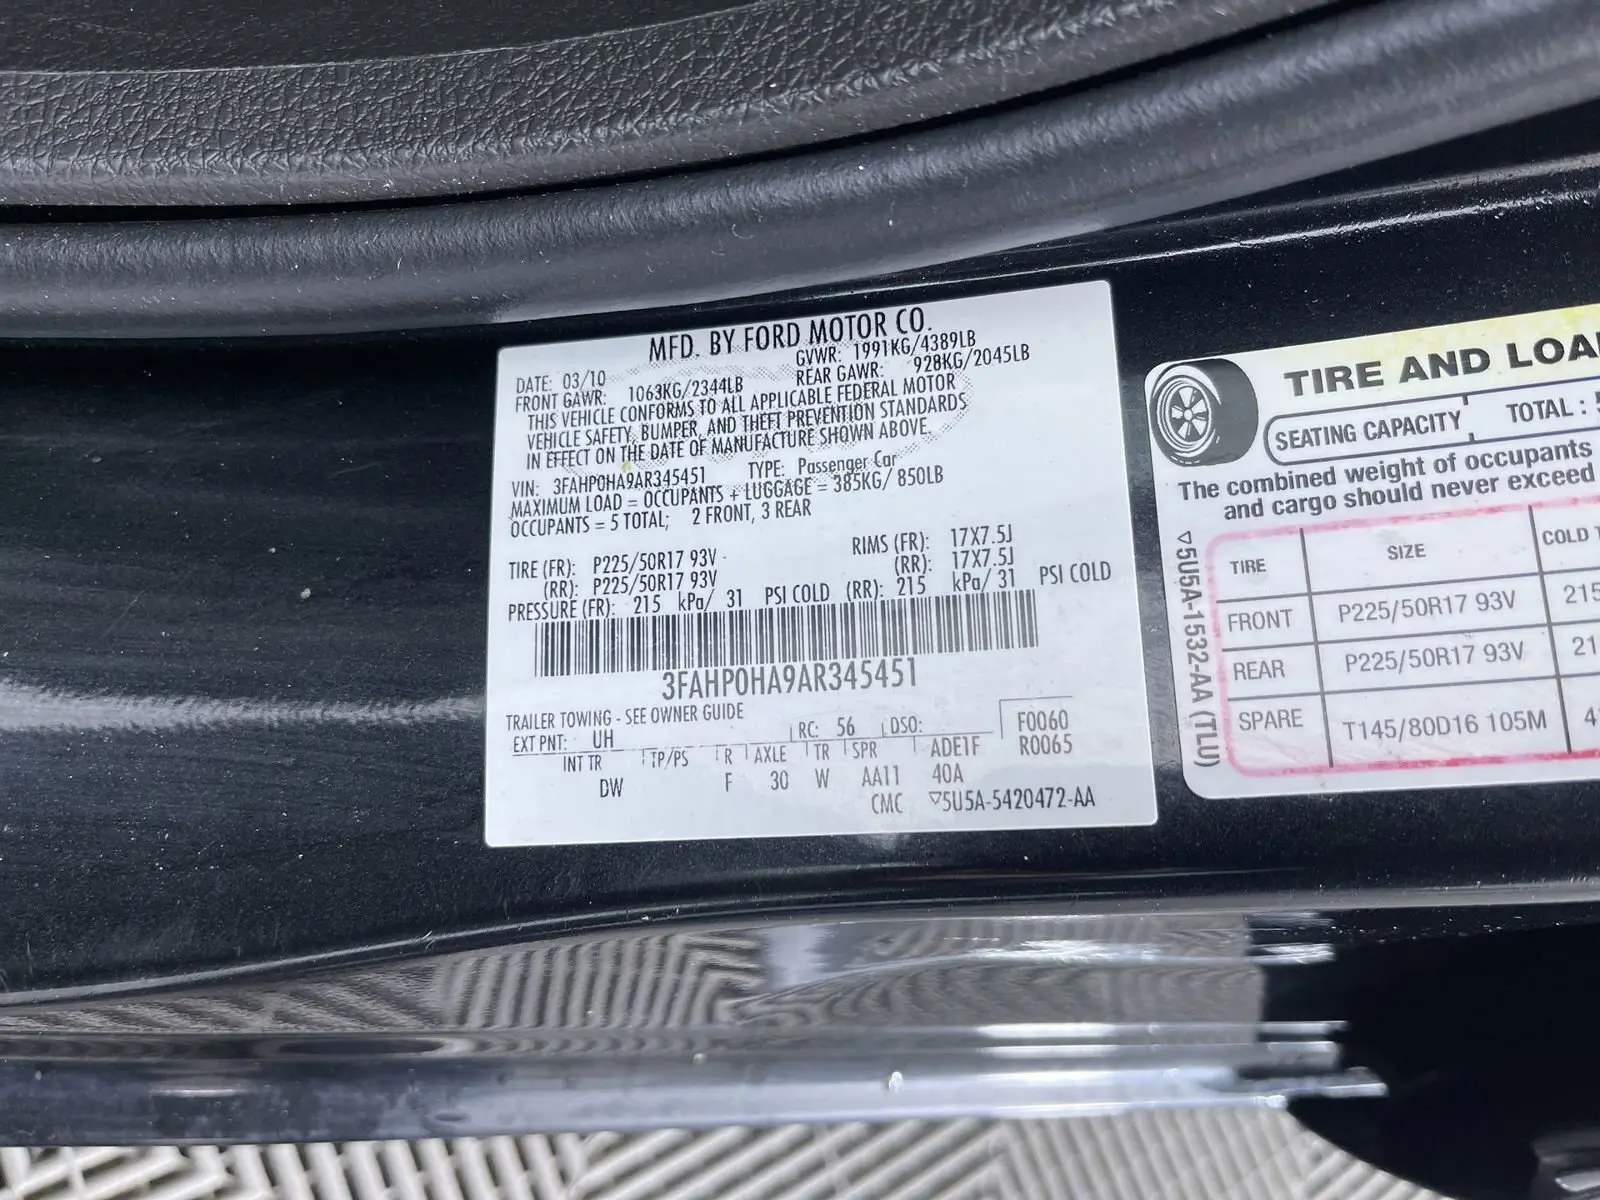 MFD. BY FORD MOTOR CO.
DATE: 03/10 GVWR: 1991KG/4389LB
FRONT GAWR: 1063KG/2344LB REAR GAWR: 928KG/2045LB
THIS VEHICLE CONFORMS TO ALL APPLICABLE FEDERAL MOTOR
VEHICLE SAFETY, BUMPER, AND THEFT PREVENTION STANDARDS
IN EFFECT ON THE DATE OF MANUFACTURE SHOWN ABOVE.
VIN: 3FAHP0HA9AR345451 TYPE: Passenger Car
MAXIMUM LOAD = OCCUPANTS + LUGGAGE = 385KG/ 850LB
OCCUPANTS = 5 TOTAL; 2 FRONT, 3 REAR
TIRE (FR): P225/50R17 93V RIMS (FR): 17X7.5J
(RR): P225/50R17 93V (RR): 17X7.5J
PRESSURE (FR): 215 kPa/ 31 PSI COLD (RR): 215 kPa/ 31 PSI COLD
3FAHP0HA9AR345451
TRAILER TOWING - SEE OWNER GUIDE
EXT PNT: UH RC: 56 DSO: F0060
INT TR TP/PS R AXLE TR SPR ADE1F R0065
DW F 30 W AA11 40A
CMC ▽5U5A-5420472-AA
TIRE AND LOA
SEATING CAPACITY TOTAL : 5
The combined weight of occupants
and cargo should never exceed
TIRE SIZE COLD T
FRONT P225/50R17 93V 215
REAR P225/50R17 93V 21
SPARE T145/80D16 105M 4
▽5U5A-1532-AA (TLU)